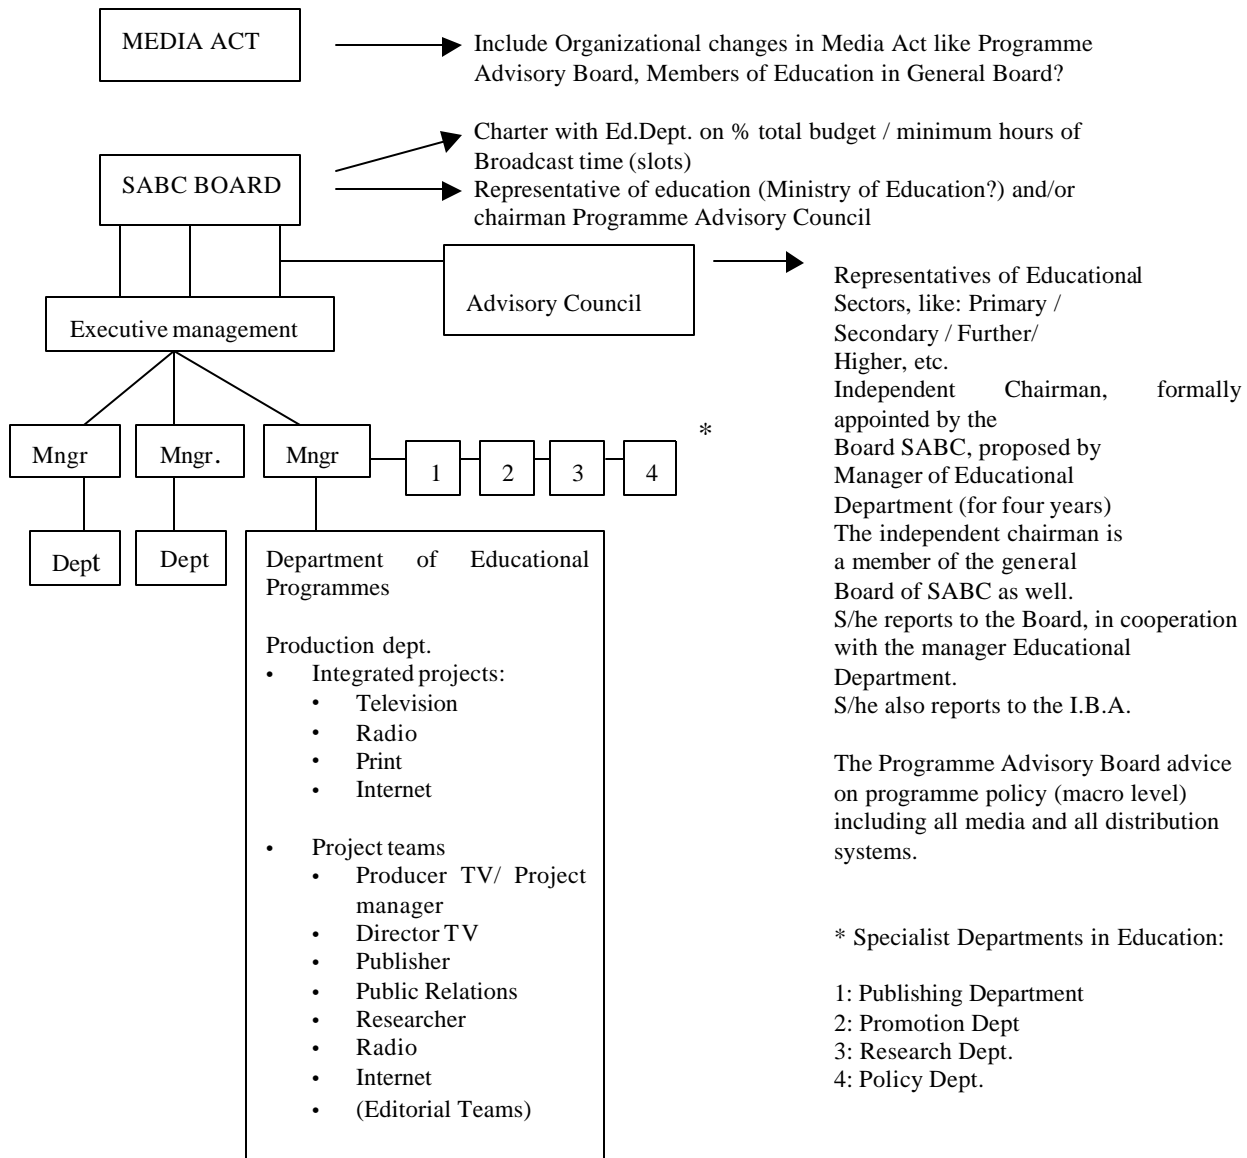 MEDIA ACT
Include Organizational changes in Media Act like Programme
Advisory Board, Members of Education in General Board?
Charter with Ed.Dept. on % total budget / minimum hours of
Broadcast time (slots)
SABC BOARD
Representative of education (Ministry of Education?) and/or
chairman Programme Advisory Council
Advisory Council
Executive management
Representatives of Educational
Sectors, like: Primary /
Secondary / Further/
Higher, etc.
Independent Chairman, formally
appointed by the
Board SABC, proposed by
Manager of Educational
Department (for four years)
The independent chairman is
a member of the general
Board of SABC as well.
S/he reports to the Board, in cooperation
with the manager Educational
Department.
S/he also reports to the I.B.A.
The Programme Advisory Board advice
on programme policy (macro level)
including all media and all distribution
systems.
Mngr
Mngr.
Mngr
1
2
3
4
*
Dept
Dept
Department of Educational
Programmes
Production dept.
• Integrated projects:
• Television
• Radio
• Print
• Internet
• Project teams
• Producer TV/ Project
manager
• Director TV
• Publisher
• Public Relations
• Researcher
• Radio
• Internet
• (Editorial Teams)
* Specialist Departments in Education:
1: Publishing Department
2: Promotion Dept
3: Research Dept.
4: Policy Dept.